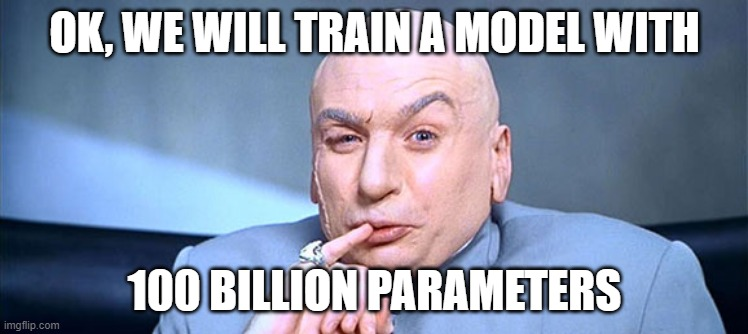 OK, WE WILL TRAIN A MODEL WITH
100 BILLION PARAMETERS
imgflip.com